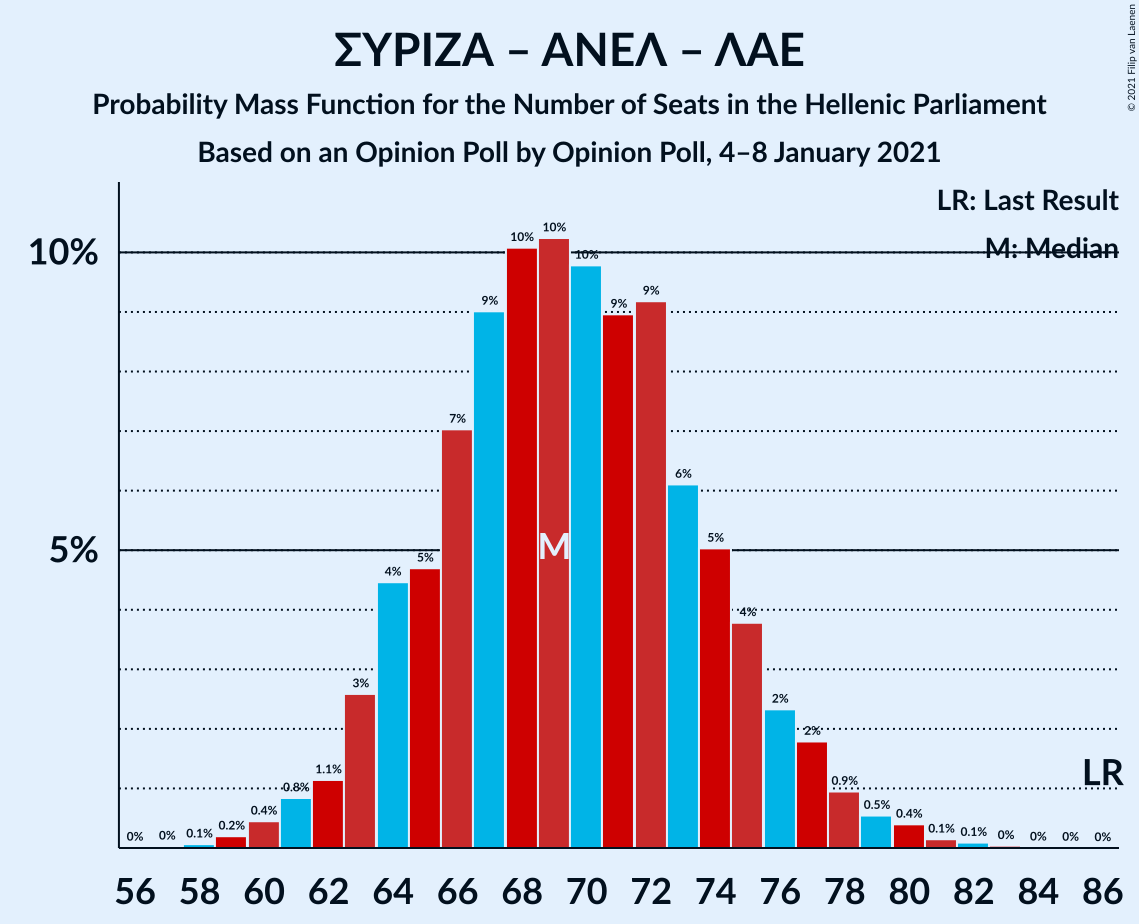 ΣΥΡΙΖΑ – ΑΝΕΛ – ΛΑΕ
Probability Mass Function for the Number of Seats in the Hellenic Parliament
Based on an Opinion Poll by Opinion Poll, 4–8 January 2021
© 2021 Filip van Laenen
LR: Last Result
M: Median
10%
5%
0% 0% 0.1% 0.2% 0.4% 0.8% 1.1% 3% 4% 5% 7% 9% 10% 10% 10% 9% 9% 6% 5% 4% 2% 2% 0.9% 0.5% 0.4% 0.1% 0.1% 0% 0% 0% 0%
M
LR
56 58 60 62 64 66 68 70 72 74 76 78 80 82 84 86